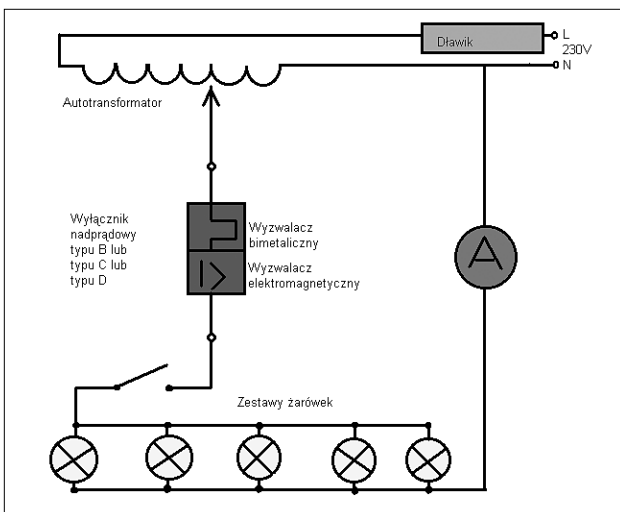 Dławik
L
230V
N
Autotransformator
Wyłącznik
nadprądowy
typu B lub
typu C lub
typu D
Wyzwalacz
bimetaliczny
Wyzwalacz
elektromagnetyczny
I>
A
Zestawy żarówek